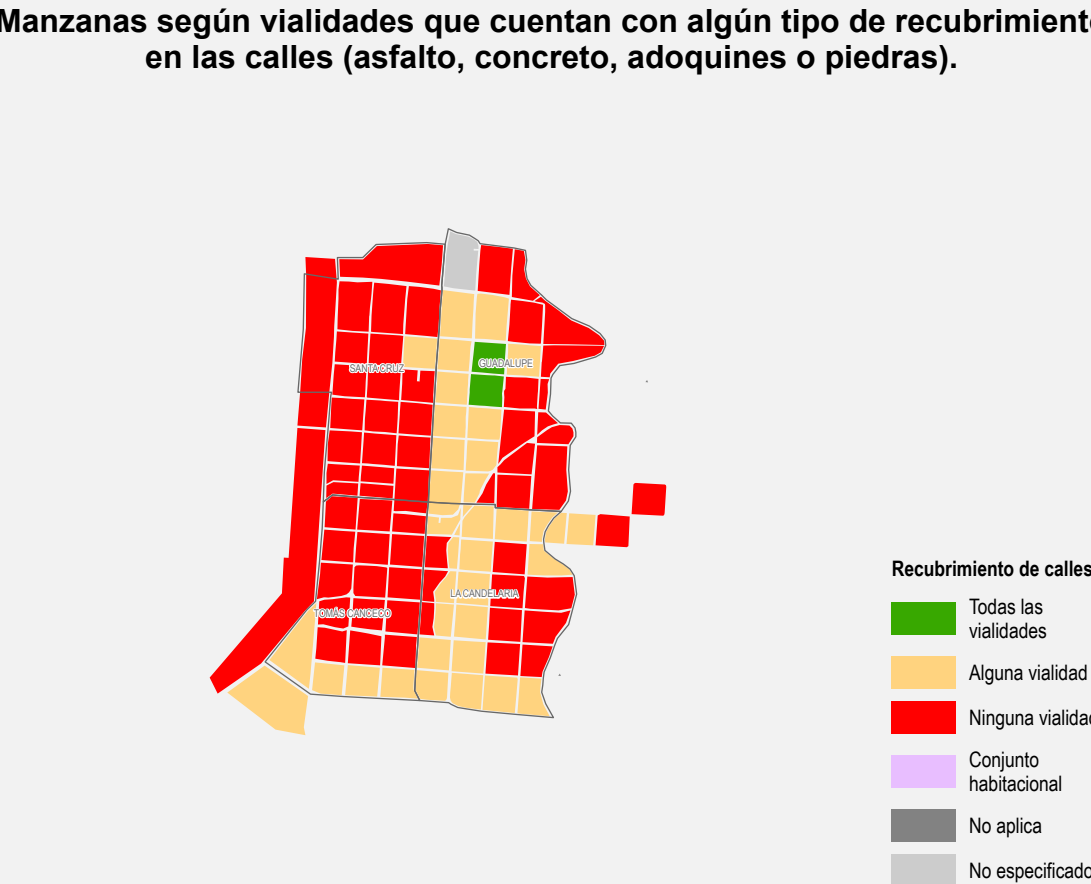 Manzanas según vialidades que cuentan con algún tipo de recubrimiento
en las calles (asfalto, concreto, adoquines o piedras).
SANTA CRUZ
GUADALUPE
LA CANDELARIA
TOMÁS CANCECO
Recubrimiento de calles
Todas las
vialidades
Alguna vialidad
Ninguna vialidad
Conjunto
habitacional
No aplica
No especificado